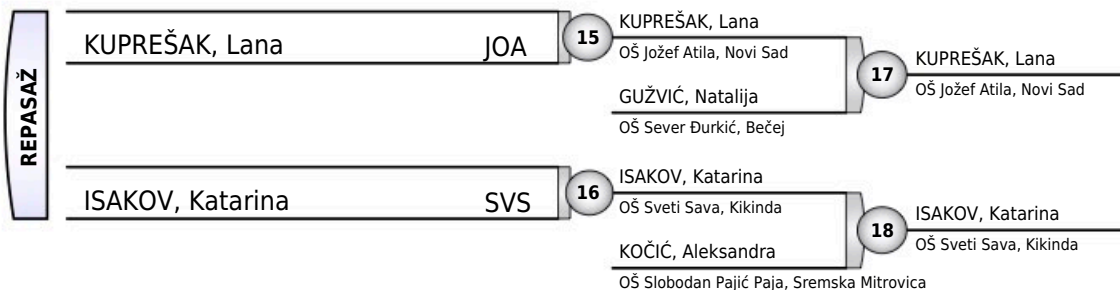 REPASAŽ
KUPREŠAK, Lana JOA
15
KUPREŠAK, Lana
OŠ Jožef Atila, Novi Sad
GUŽVIĆ, Natalija
OŠ Sever Đurkić, Bečej
17
KUPREŠAK, Lana
OŠ Jožef Atila, Novi Sad
ISAKOV, Katarina SVS
16
ISAKOV, Katarina
OŠ Sveti Sava, Kikinda
KOČIĆ, Aleksandra
OŠ Slobodan Pajić Paja, Sremska Mitrovica
18
ISAKOV, Katarina
OŠ Sveti Sava, Kikinda